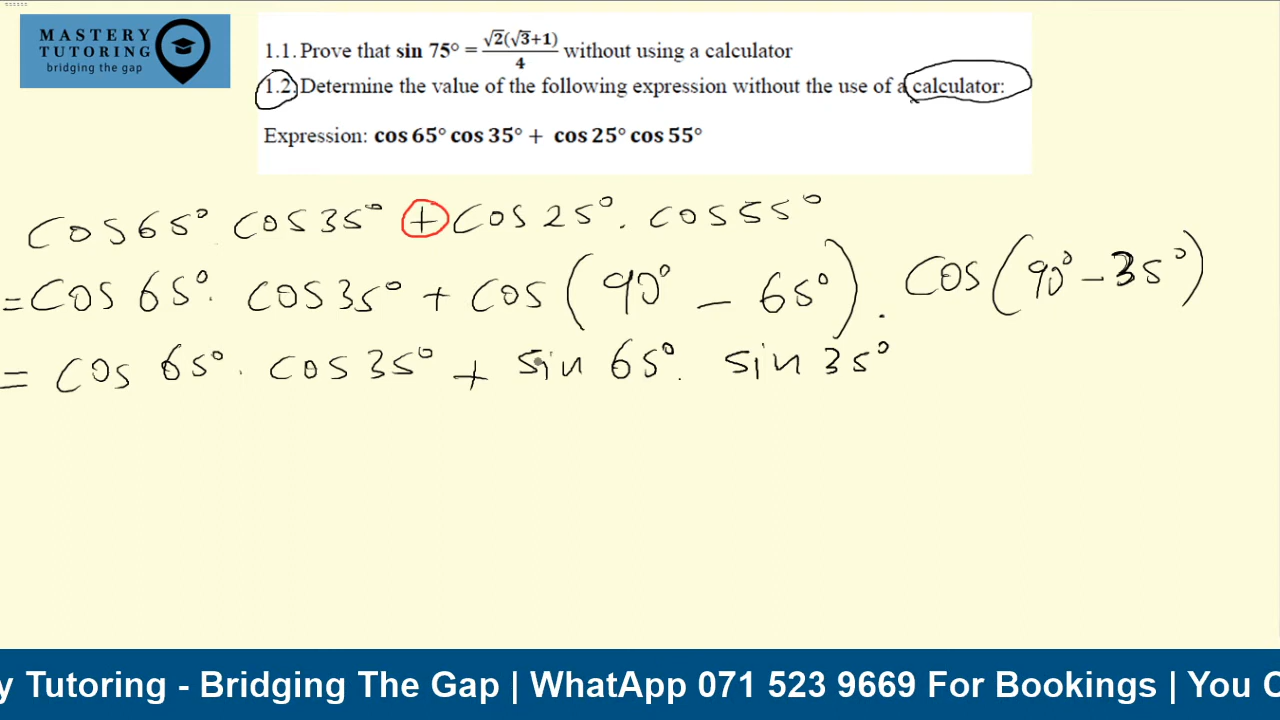 MASTERY
TUTORING
bridging the gap
1.1. Prove that sin 75° = √2(√3+1)/4 without using a calculator
1.2. Determine the value of the following expression without the use of a calculator:
Expression: cos 65° cos 35° + cos 25° cos 55°
cos 65° cos 35° + cos 25° . cos 55°
= cos 65° . cos 35° + cos (90° - 65°) . cos (90° - 35°)
= cos 65° . cos 35° + sin 65° . sin 35°
y Tutoring - Bridging The Gap | WhatApp 071 523 9669 For Bookings | You C